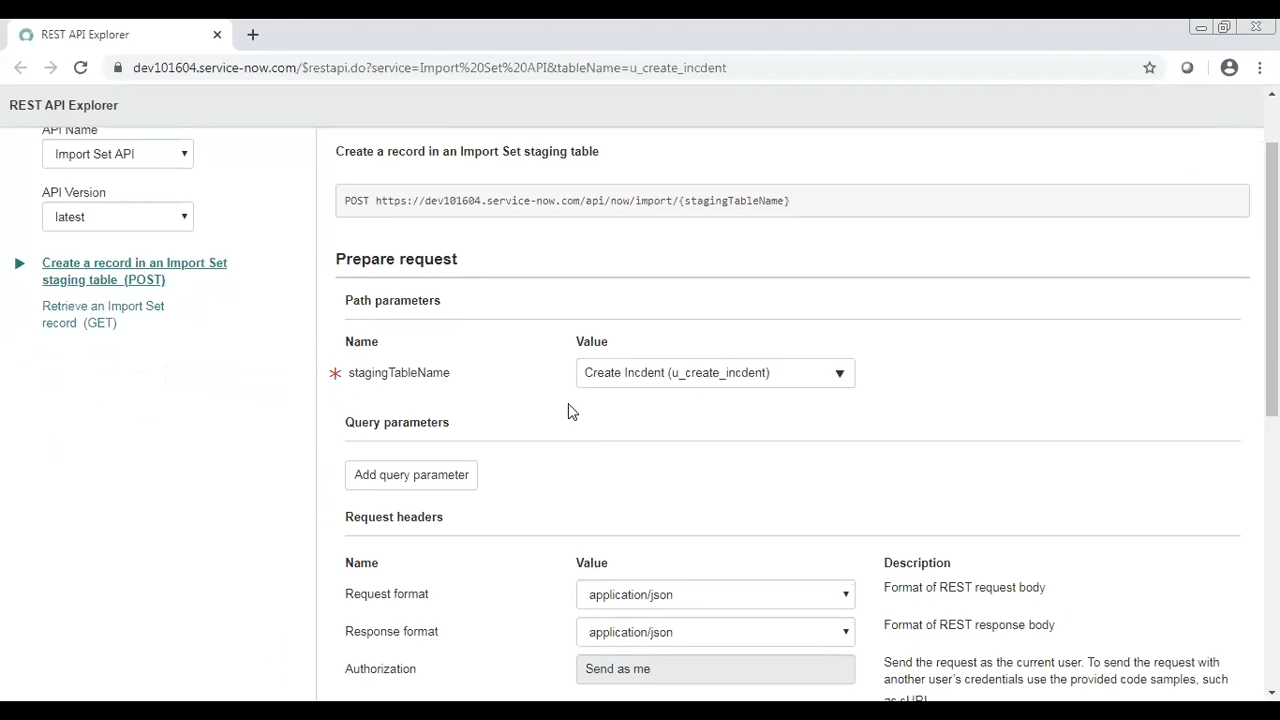 REST API Explorer
dev101604.service-now.com/$restapi.do?service=Import%20Set%20API&tableName=u_create_incdent
REST API Explorer
API Name
Import Set API
API Version
latest
Create a record in an Import Set
staging table (POST)
Retrieve an Import Set
record (GET)
Create a record in an Import Set staging table
POST https://dev101604.service-now.com/api/now/import/{stagingTableName}
Prepare request
Path parameters
Name Value
* stagingTableName Create Incdent (u_create_incdent)
Query parameters
Add query parameter
Request headers
Name Value Description
Request format application/json Format of REST request body
Response format application/json Format of REST response body
Authorization Send as me Send the request as the current user. To send the request with
another user's credentials use the provided code samples, such
as cURL